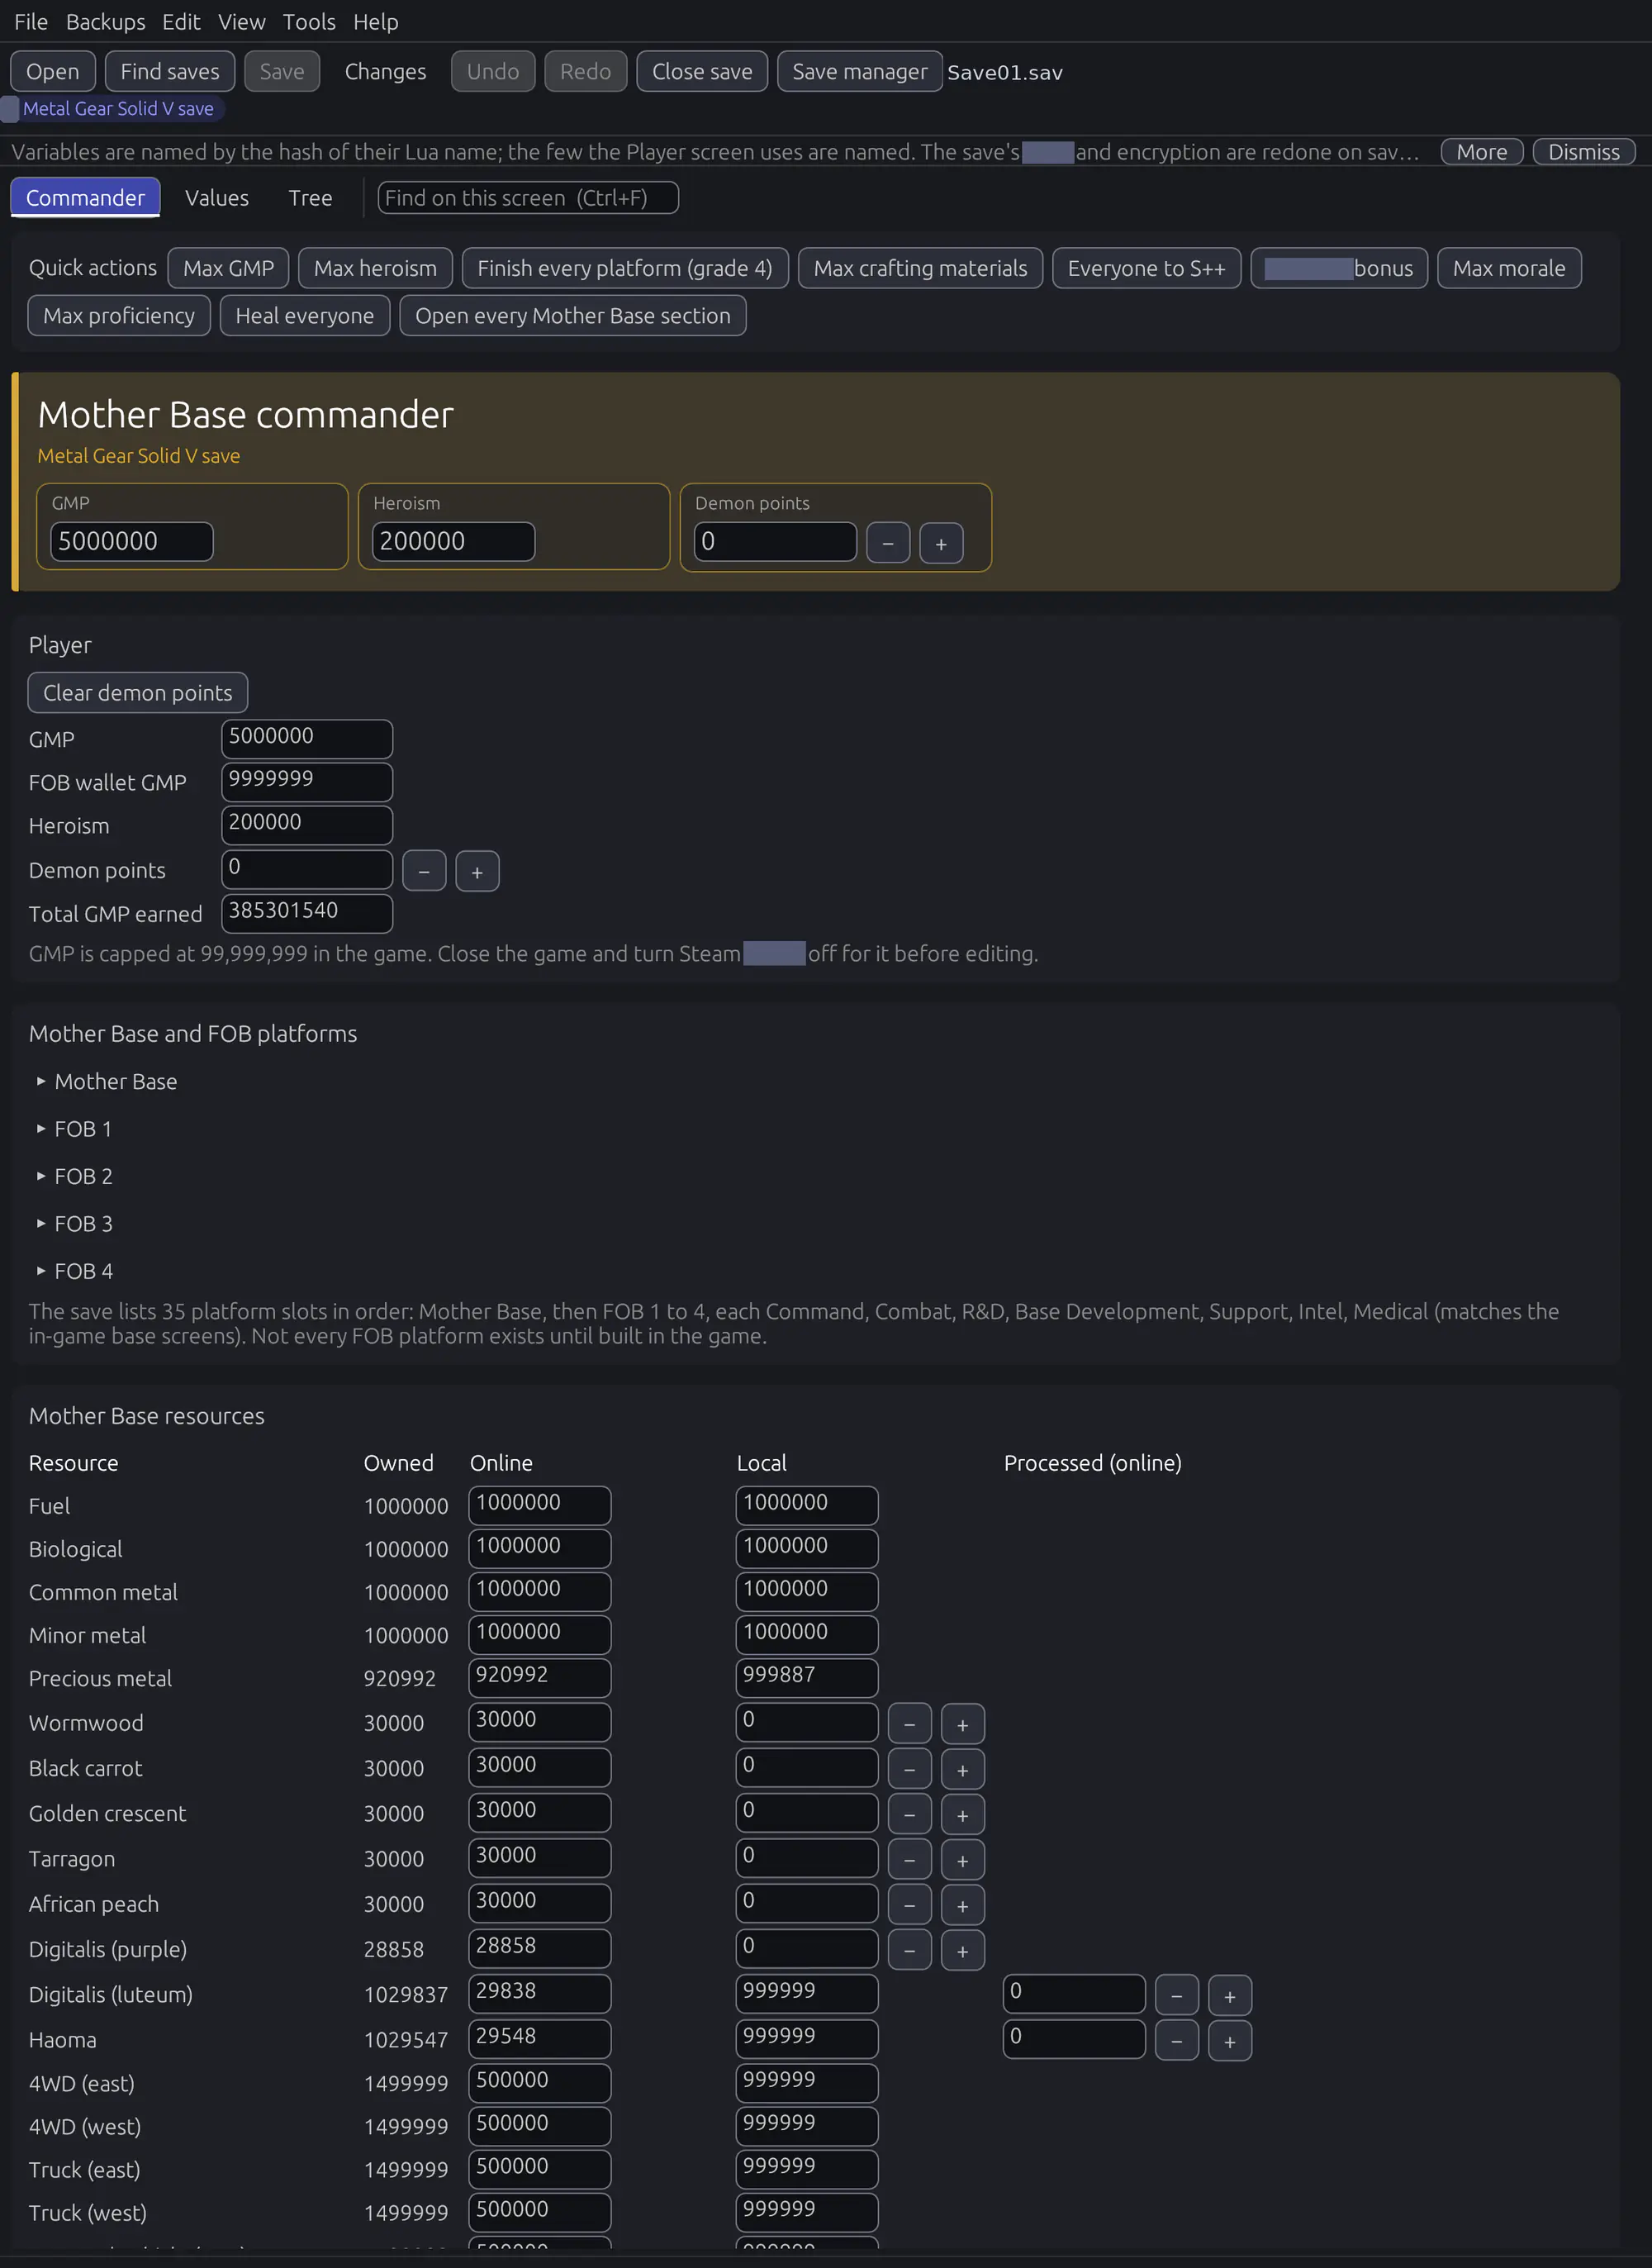 File Backups Edit View Tools Help
Open Find saves Save Changes Undo Redo Close save Save manager Save01.sav
Metal Gear Solid V save
Variables are named by the hash of their Lua name; the few the Player screen uses are named. The save's and encryption are redone on sav… More Dismiss
Commander Values Tree Find on this screen (Ctrl+F)
Quick actions Max GMP Max heroism Finish every platform (grade 4) Max crafting materials Everyone to S++ bonus Max morale
Max proficiency Heal everyone Open every Mother Base section
Mother Base commander
Metal Gear Solid V save
GMP Heroism Demon points
5000000 200000 0 − +
Player
Clear demon points
GMP 5000000
FOB wallet GMP 9999999
Heroism 200000
Demon points 0 − +
Total GMP earned 385301540
GMP is capped at 99,999,999 in the game. Close the game and turn Steam off for it before editing.
Mother Base and FOB platforms
▸ Mother Base
▸ FOB 1
▸ FOB 2
▸ FOB 3
▸ FOB 4
The save lists 35 platform slots in order: Mother Base, then FOB 1 to 4, each Command, Combat, R&D, Base Development, Support, Intel, Medical (matches the
in-game base screens). Not every FOB platform exists until built in the game.
Mother Base resources
Resource Owned Online Local Processed (online)
Fuel 1000000 1000000 1000000
Biological 1000000 1000000 1000000
Common metal 1000000 1000000 1000000
Minor metal 1000000 1000000 1000000
Precious metal 920992 920992 999887
Wormwood 30000 30000 0 − +
Black carrot 30000 30000 0 − +
Golden crescent 30000 30000 0 − +
Tarragon 30000 30000 0 − +
African peach 30000 30000 0 − +
Digitalis (purple) 28858 28858 0 − +
Digitalis (luteum) 1029837 29838 999999 0 − +
Haoma 1029547 29548 999999 0 − +
4WD (east) 1499999 500000 999999
4WD (west) 1499999 500000 999999
Truck (east) 1499999 500000 999999
Truck (west) 1499999 500000 999999